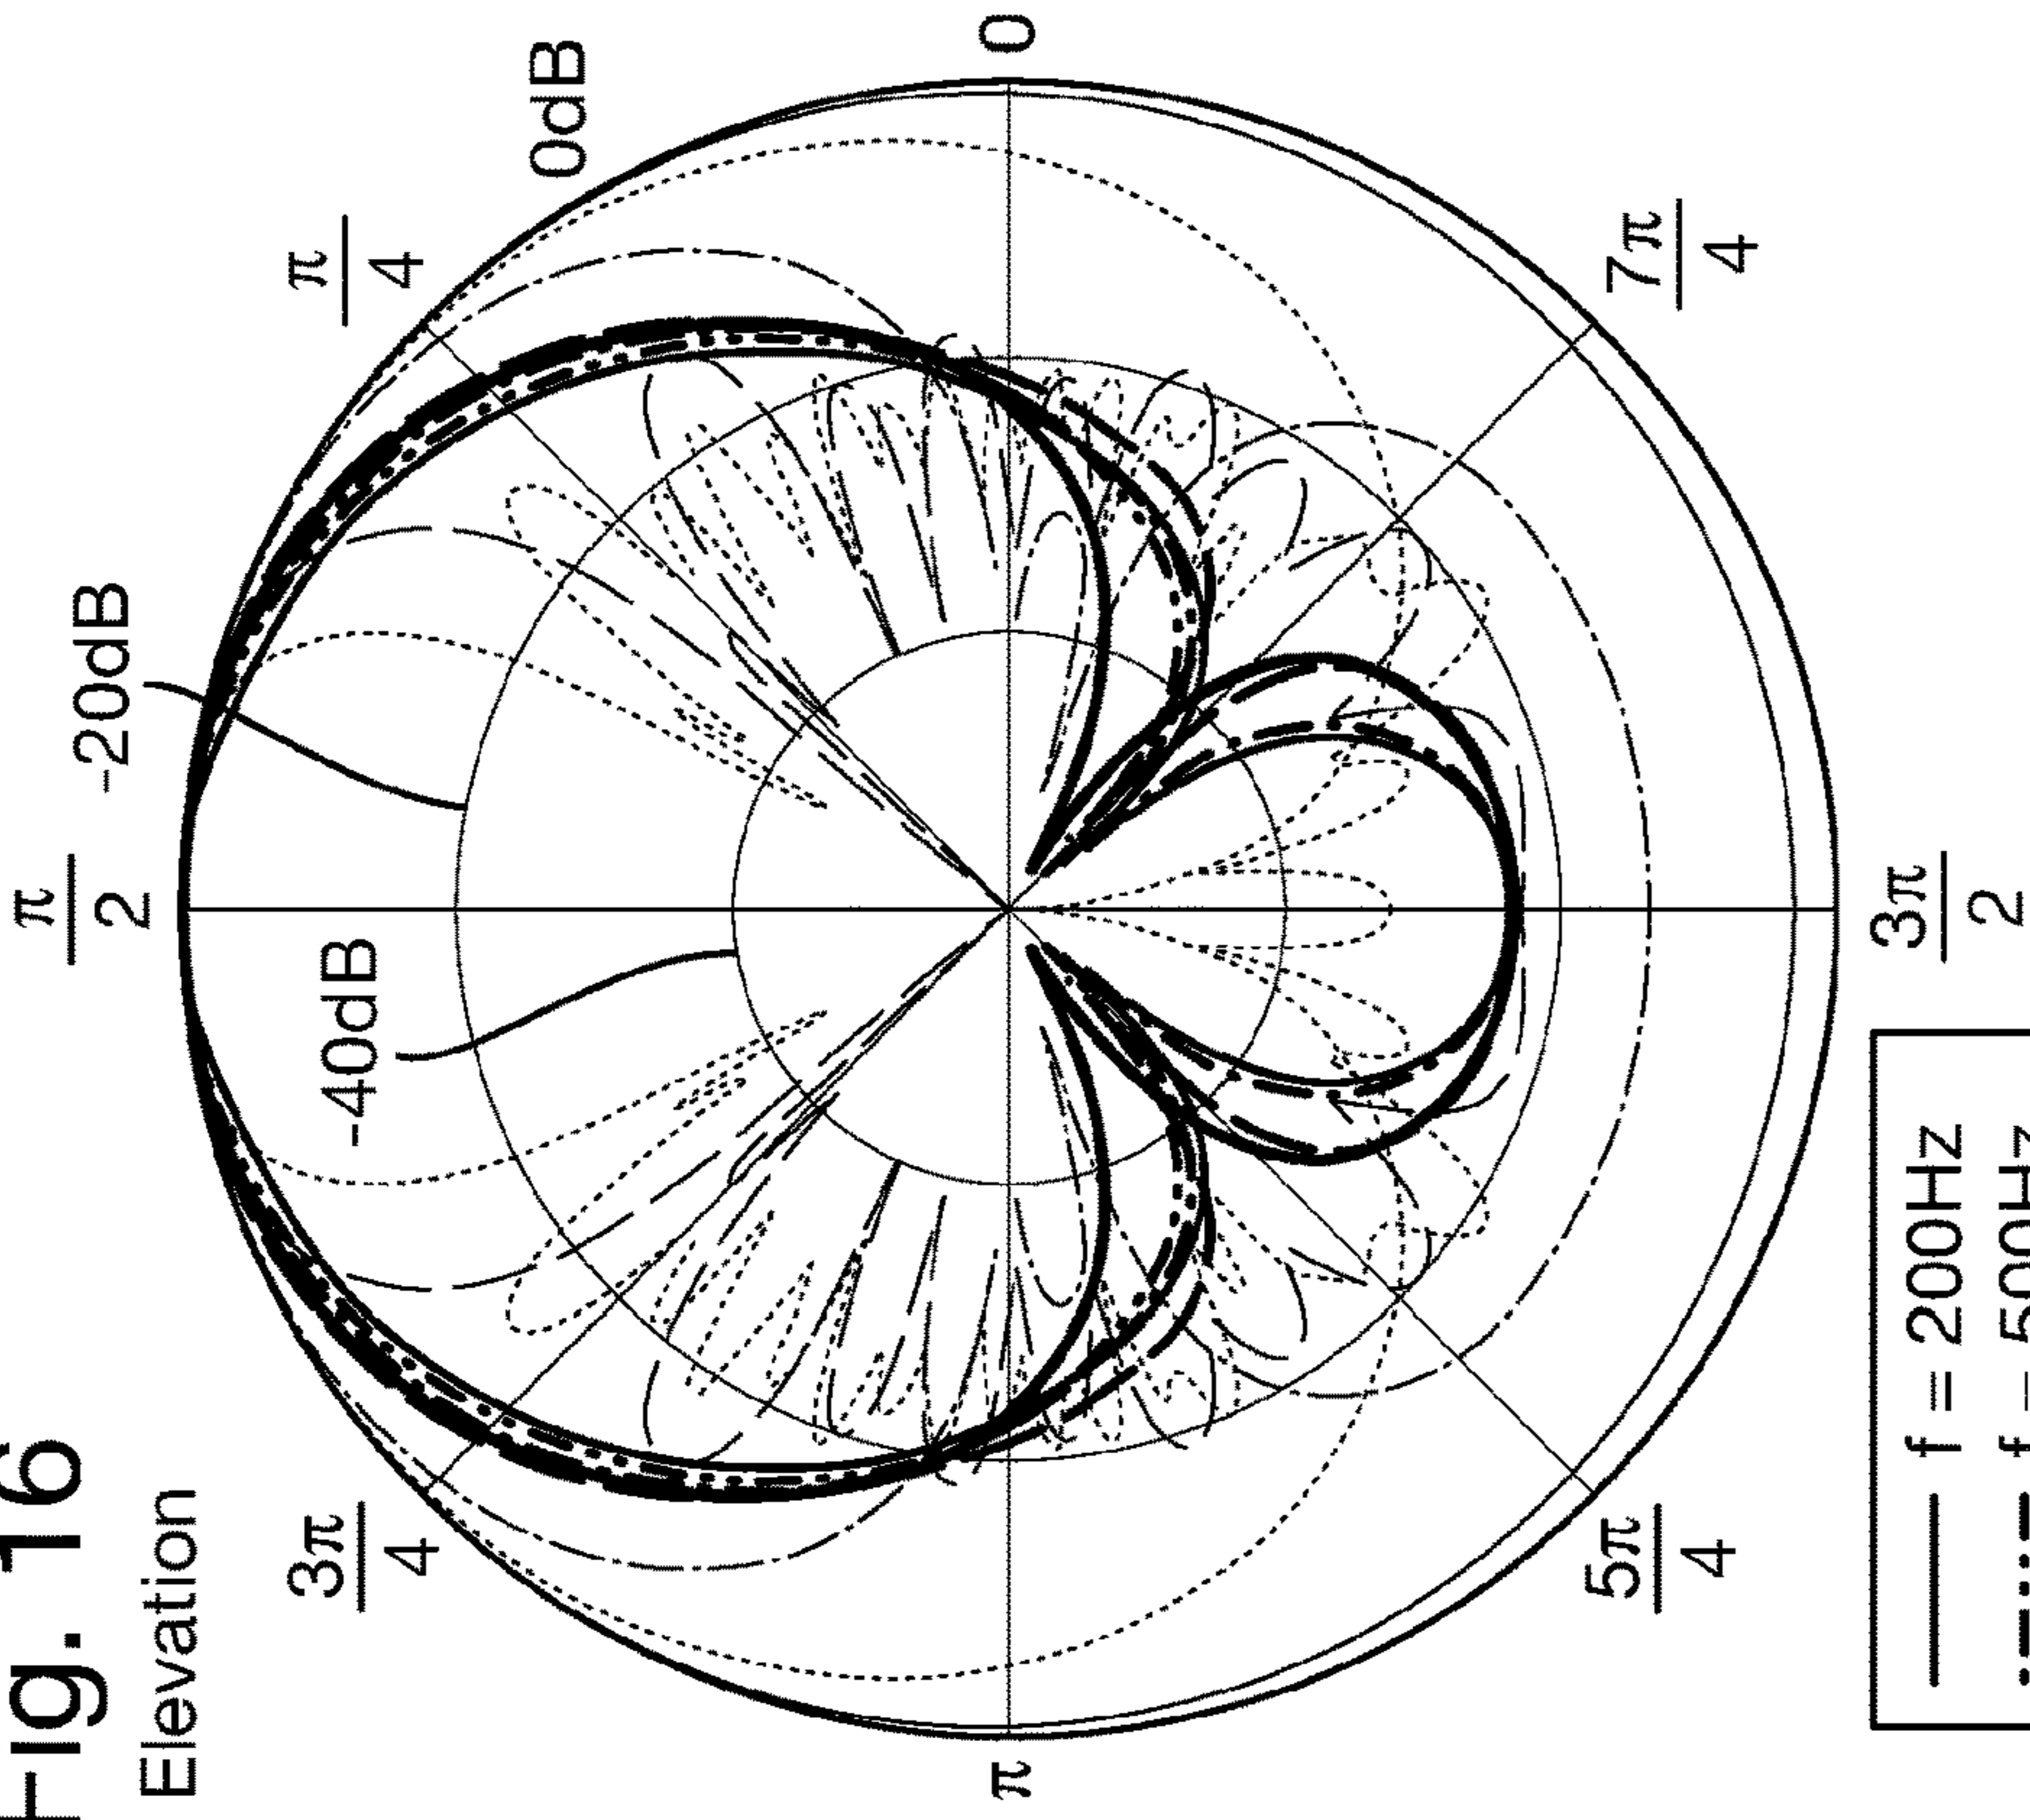 Fig. 16
Elevation
π/2
-20dB
-40dB
0dB
π/4
3π/4
0
π
7π/4
5π/4
3π/2
f = 200Hz